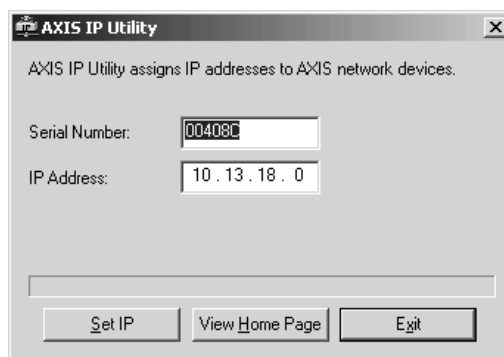 AXIS IP Utility
AXIS IP Utility assigns IP addresses to AXIS network devices.
Serial Number: 00408C
IP Address: 10 . 13 . 18 . 0
Set IP View Home Page Exit